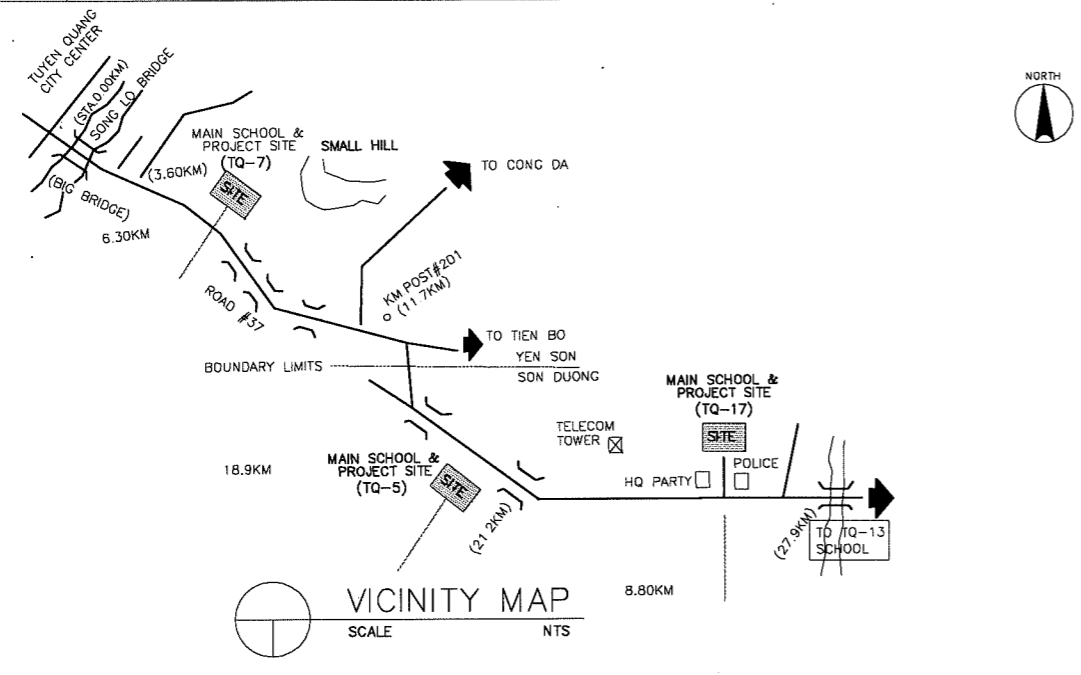 TUYEN QUANG
CITY CENTER
(STA.0.00KM)
SONG LO BRIDGE
(BIG BRIDGE)
NORTH
MAIN SCHOOL &
PROJECT SITE
(TQ-7)
SMALL HILL
(3.60KM)
SITE
TO CONG DA
6.30KM
ROAD #37
KM POST#201
(11.7KM)
TO TIEN BO
BOUNDARY LIMITS
YEN SON
SON DUONG
MAIN SCHOOL &
PROJECT SITE
(TQ-17)
SITE
TELECOM
TOWER
HQ PARTY
POLICE
18.9KM
MAIN SCHOOL &
PROJECT SITE
(TQ-5)
SITE
(21.2KM)
(27.9KM)
TO TQ-13
SCHOOL
8.80KM
VICINITY MAP
SCALE NTS